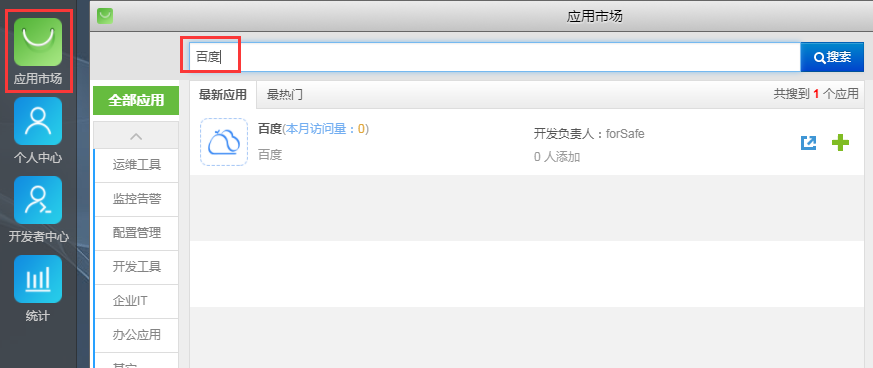 应用市场
个人中心
开发者中心
统计
应用市场
百度
搜索
全部应用
运维工具
监控告警
配置管理
开发工具
企业IT
办公应用
其它
最新应用
最热门
共搜到 1 个应用
百度(本月访问量：0)
百度
开发负责人：forSafe
0 人添加